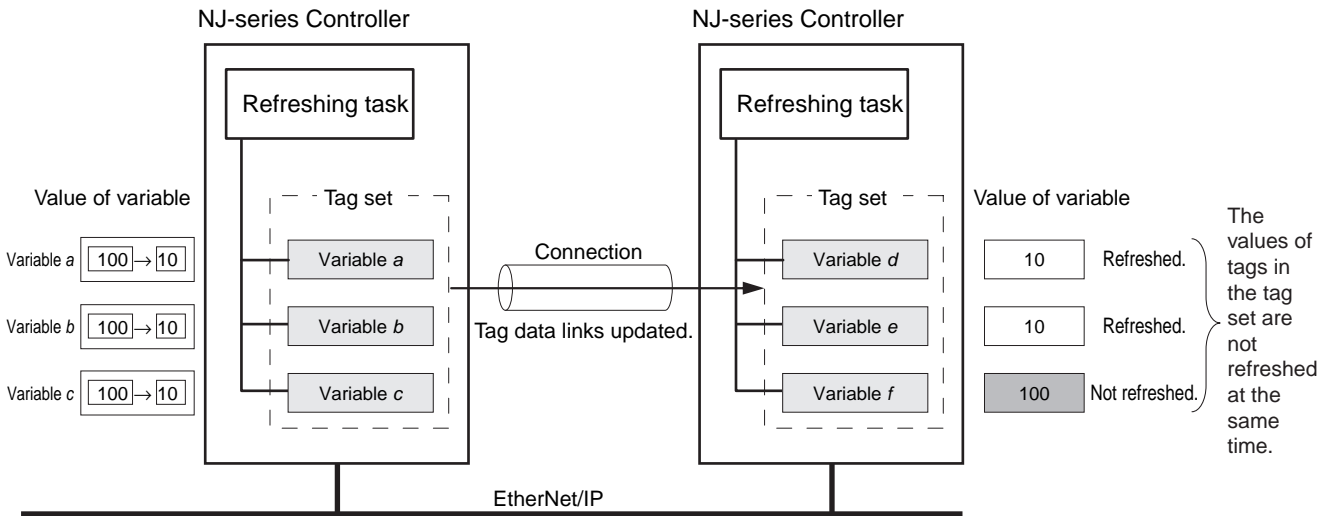 NJ-series Controller
NJ-series Controller
Refreshing task
Refreshing task
Value of variable
Tag set
Tag set
Value of variable
Variable a
100 → 10
Variable a
Connection
Variable d
10
Refreshed.
Variable b
100 → 10
Variable b
Tag data links updated.
Variable e
10
Refreshed.
Variable c
100 → 10
Variable c
Variable f
100
Not refreshed.
The
values of
tags in
the tag
set are
not
refreshed
at the
same
time.
EtherNet/IP